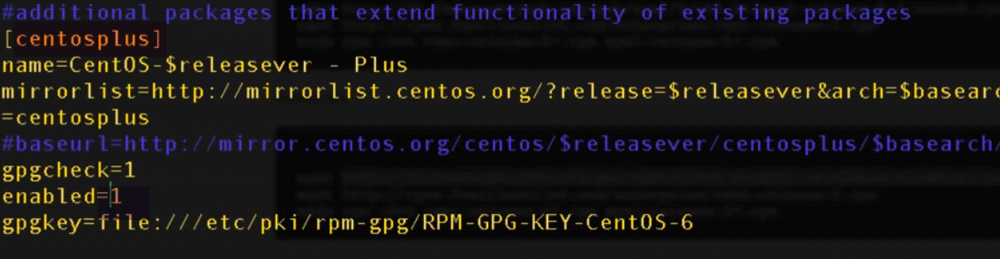 #additional packages that extend functionality of existing packages
[centosplus]
name=CentOS-$releasever - Plus
mirrorlist=http://mirrorlist.centos.org/?release=$releasever&arch=$basearc
=centosplus
#baseurl=http://mirror.centos.org/centos/$releasever/centosplus/$basearch/
gpgcheck=1
enabled=1
gpgkey=file:///etc/pki/rpm-gpg/RPM-GPG-KEY-CentOS-6